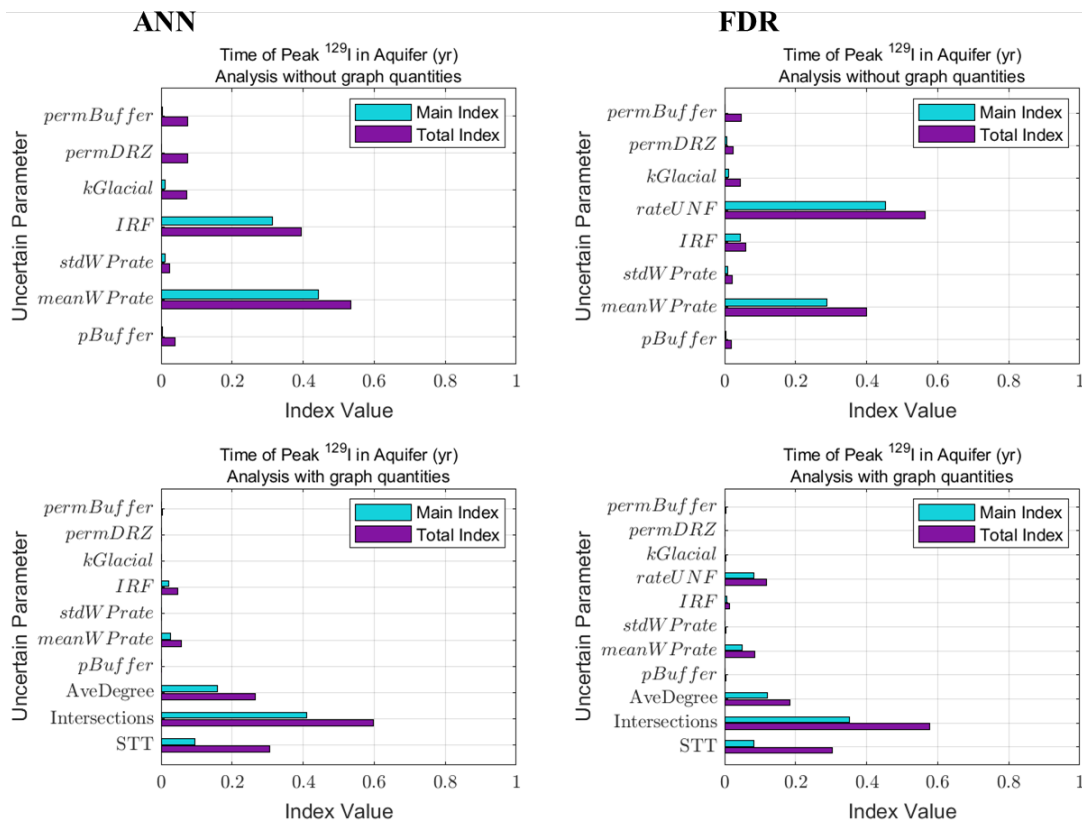 ANN
Time of Peak ¹²⁹I in Aquifer (yr)
Analysis without graph quantities
Uncertain Parameter
permBuffer
permDRZ
kGlacial
IRF
stdWPrate
meanWPrate
pBuffer
Main Index
Total Index
0 0.2 0.4 0.6 0.8 1
Index Value
FDR
Time of Peak ¹²⁹I in Aquifer (yr)
Analysis without graph quantities
Uncertain Parameter
permBuffer
permDRZ
kGlacial
rateUNF
IRF
stdWPrate
meanWPrate
pBuffer
Main Index
Total Index
0 0.2 0.4 0.6 0.8 1
Index Value
Time of Peak ¹²⁹I in Aquifer (yr)
Analysis with graph quantities
Uncertain Parameter
permBuffer
permDRZ
kGlacial
IRF
stdWPrate
meanWPrate
pBuffer
AveDegree
Intersections
STT
Main Index
Total Index
0 0.2 0.4 0.6 0.8 1
Index Value
Time of Peak ¹²⁹I in Aquifer (yr)
Analysis with graph quantities
Uncertain Parameter
permBuffer
permDRZ
kGlacial
rateUNF
IRF
stdWPrate
meanWPrate
pBuffer
AveDegree
Intersections
STT
Main Index
Total Index
0 0.2 0.4 0.6 0.8 1
Index Value